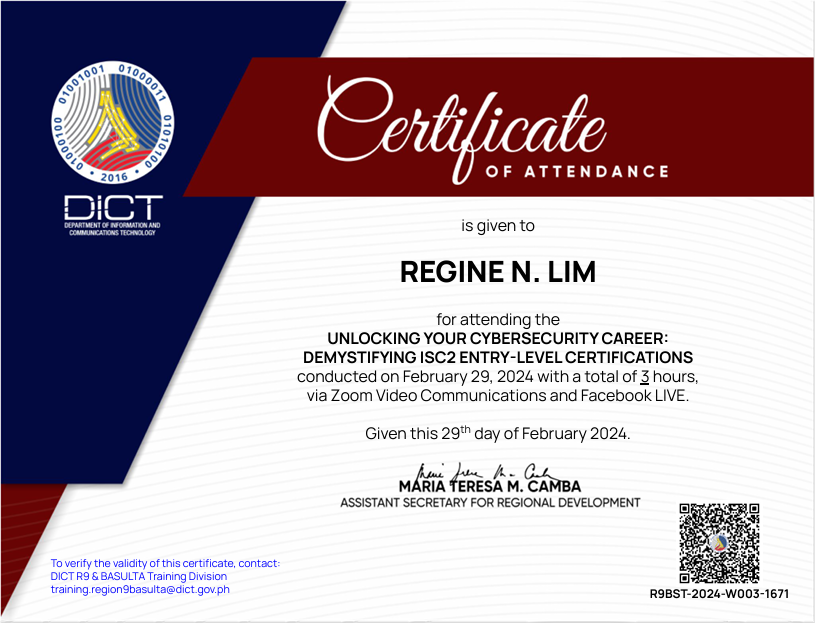 01001001 01000011 01010100 01000100
• 2016 •
DICT
DEPARTMENT OF INFORMATION AND
COMMUNICATIONS TECHNOLOGY
Certificate
OF ATTENDANCE
is given to
REGINE N. LIM
for attending the
UNLOCKING YOUR CYBERSECURITY CAREER:
DEMYSTIFYING ISC2 ENTRY-LEVEL CERTIFICATIONS
conducted on February 29, 2024 with a total of 3 hours,
via Zoom Video Communications and Facebook LIVE.
Given this 29th day of February 2024.
MARIA TERESA M. CAMBA
ASSISTANT SECRETARY FOR REGIONAL DEVELOPMENT
To verify the validity of this certificate, contact:
DICT R9 & BASULTA Training Division
training.region9basulta@dict.gov.ph
R9BST-2024-W003-1671